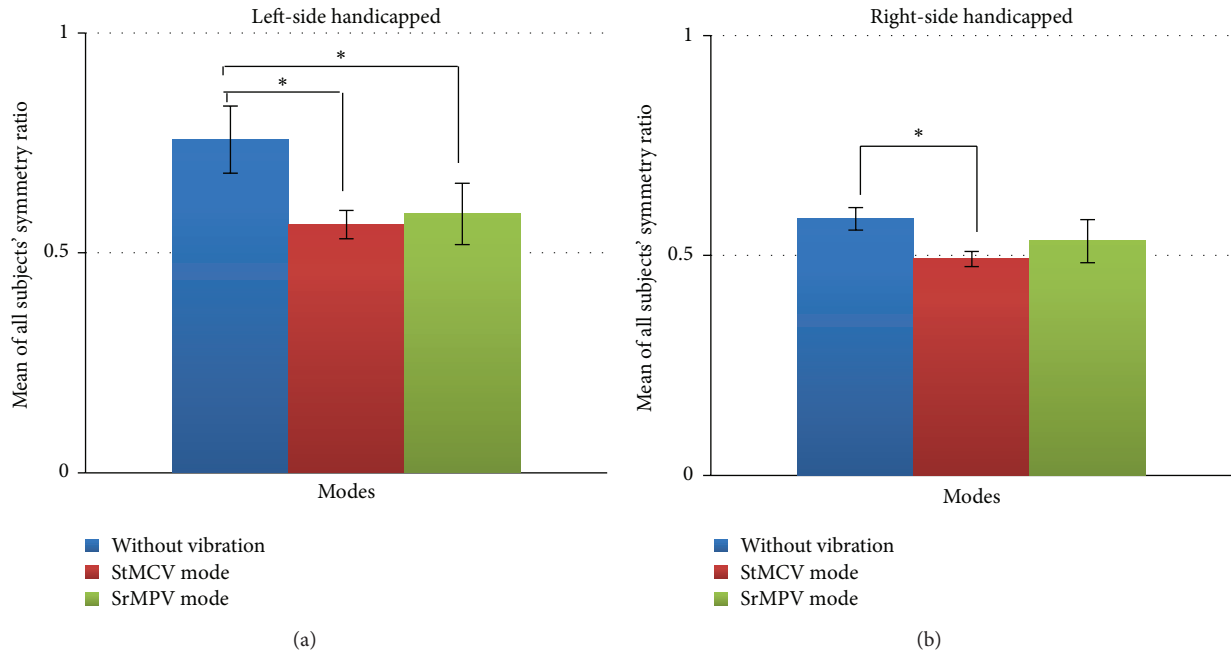 Left-side handicapped
1
0.5
0
Mean of all subjects' symmetry ratio
*
*
Modes
Without vibration
StMCV mode
SrMPV mode
(a)
Right-side handicapped
1
0.5
0
Mean of all subjects' symmetry ratio
*
Modes
Without vibration
StMCV mode
SrMPV mode
(b)